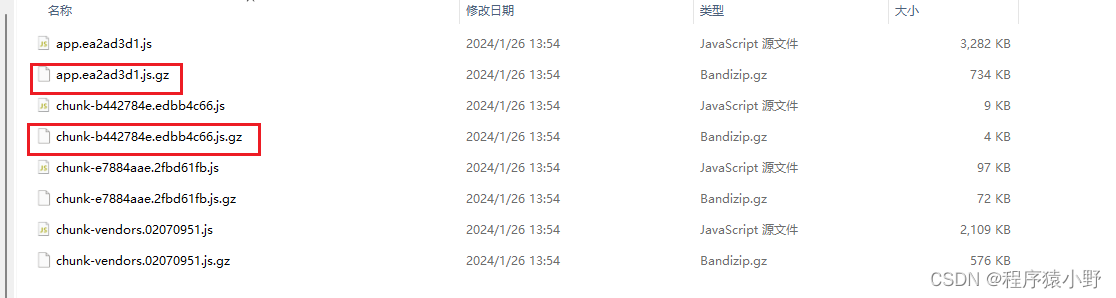 名称 修改日期 类型 大小
app.ea2ad3d1.js 2024/1/26 13:54 JavaScript 源文件 3,282 KB
app.ea2ad3d1.js.gz 2024/1/26 13:54 Bandizip.gz 734 KB
chunk-b442784e.edbb4c66.js 2024/1/26 13:54 JavaScript 源文件 9 KB
chunk-b442784e.edbb4c66.js.gz 2024/1/26 13:54 Bandizip.gz 4 KB
chunk-e7884aae.2fbd61fb.js 2024/1/26 13:54 JavaScript 源文件 97 KB
chunk-e7884aae.2fbd61fb.js.gz 2024/1/26 13:54 Bandizip.gz 72 KB
chunk-vendors.02070951.js 2024/1/26 13:54 JavaScript 源文件 2,109 KB
chunk-vendors.02070951.js.gz 2024/1/26 13:54 Bandizip.gz 576 KB
CSDN @程序猿小野